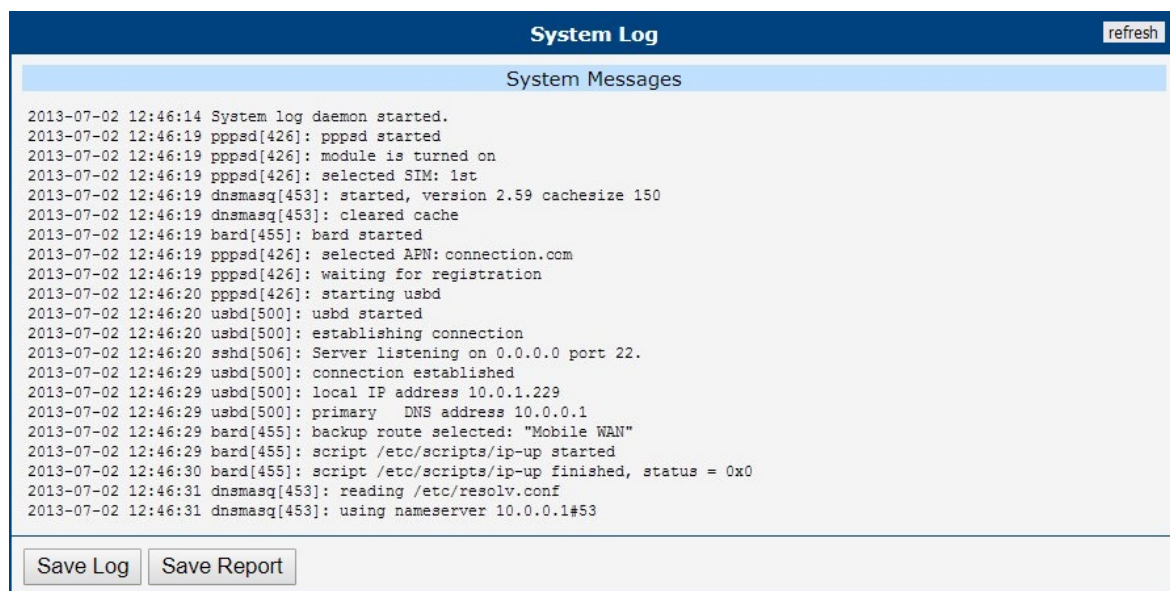 System Log
refresh
System Messages
2013-07-02 12:46:14 System log daemon started.
2013-07-02 12:46:19 pppsd[426]: pppsd started
2013-07-02 12:46:19 pppsd[426]: module is turned on
2013-07-02 12:46:19 pppsd[426]: selected SIM: 1st
2013-07-02 12:46:19 dnsmasq[453]: started, version 2.59 cachesize 150
2013-07-02 12:46:19 dnsmasq[453]: cleared cache
2013-07-02 12:46:19 bard[455]: bard started
2013-07-02 12:46:19 pppsd[426]: selected APN: connection.com
2013-07-02 12:46:19 pppsd[426]: waiting for registration
2013-07-02 12:46:20 pppsd[426]: starting usbd
2013-07-02 12:46:20 usbd[500]: usbd started
2013-07-02 12:46:20 usbd[500]: establishing connection
2013-07-02 12:46:20 sshd[506]: Server listening on 0.0.0.0 port 22.
2013-07-02 12:46:29 usbd[500]: connection established
2013-07-02 12:46:29 usbd[500]: local IP address 10.0.1.229
2013-07-02 12:46:29 usbd[500]: primary   DNS address 10.0.0.1
2013-07-02 12:46:29 bard[455]: backup route selected: "Mobile WAN"
2013-07-02 12:46:29 bard[455]: script /etc/scripts/ip-up started
2013-07-02 12:46:30 bard[455]: script /etc/scripts/ip-up finished, status = 0x0
2013-07-02 12:46:31 dnsmasq[453]: reading /etc/resolv.conf
2013-07-02 12:46:31 dnsmasq[453]: using nameserver 10.0.0.1#53
Save Log
Save Report